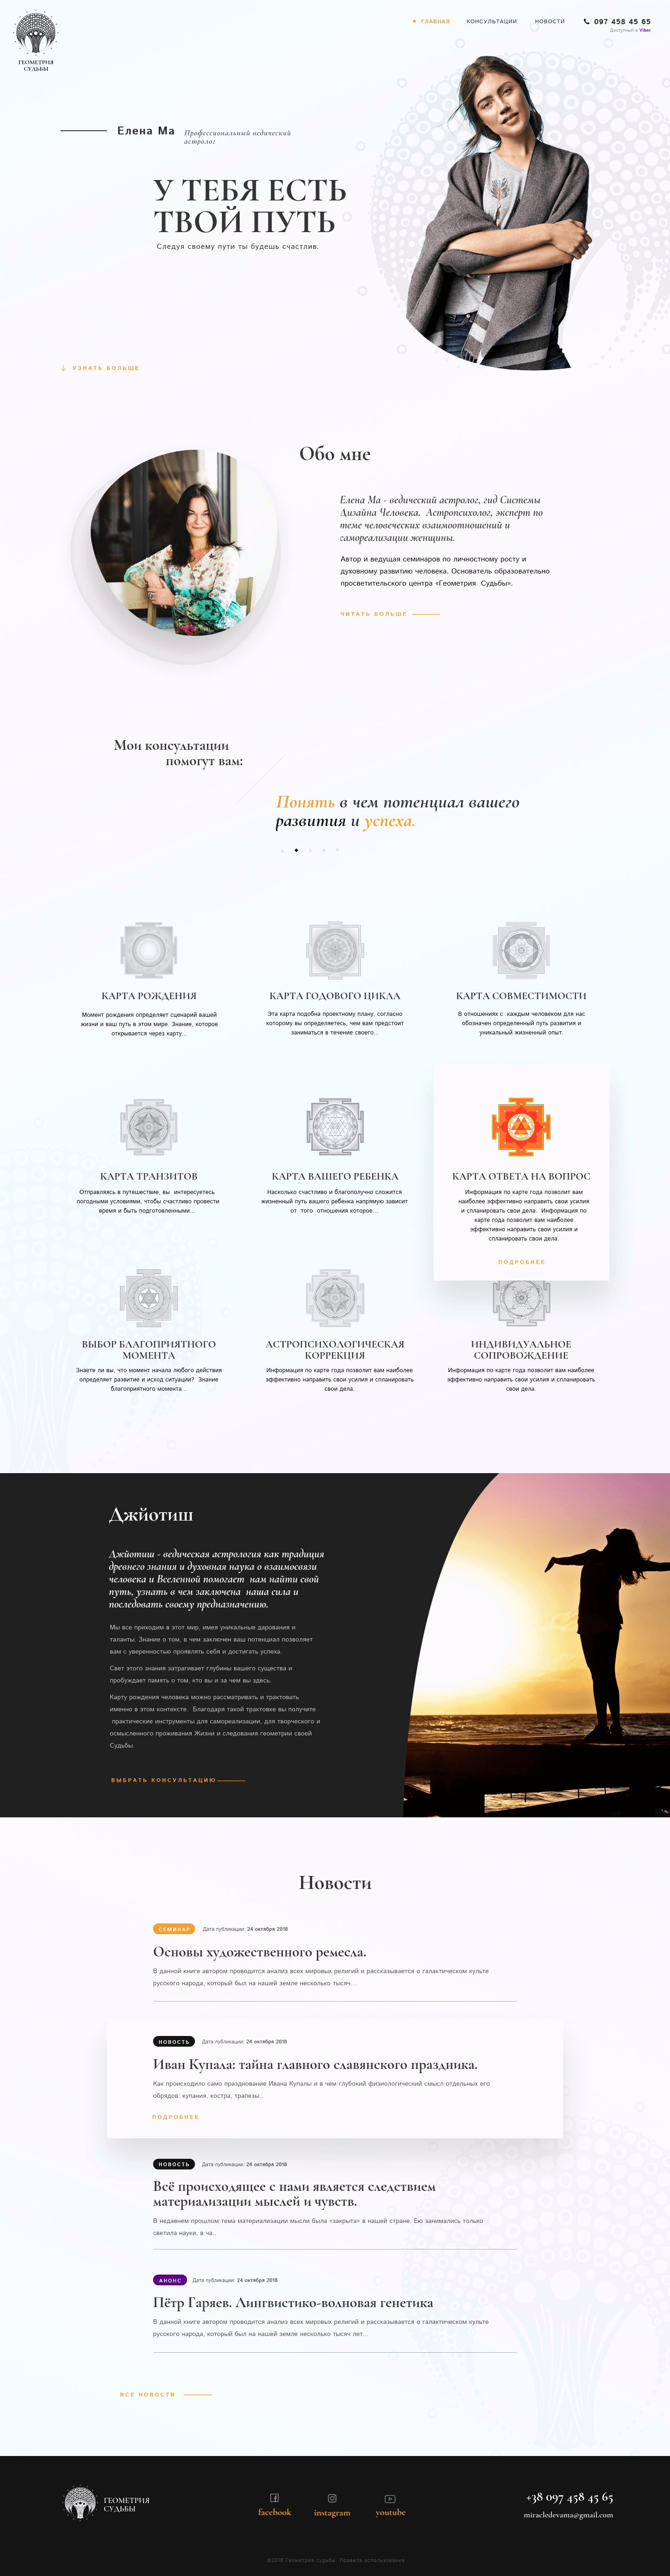 ГЕОМЕТРИЯ
СУДЬБЫ
ГЛАВНАЯ
КОНСУЛЬТАЦИИ
НОВОСТИ
097 458 45 65
Доступный в Viber
Елена Ма
Профессиональный ведический
астролог
У ТЕБЯ ЕСТЬ
ТВОЙ ПУТЬ
Следуя своему пути ты будешь счастлив.
УЗНАТЬ БОЛЬШЕ
Обо мне
Елена Ма - ведический астролог, гид Системы
Дизайна Человека. Астропсихолог, эксперт по
теме человеческих взаимоотношений и
самореализации женщины.
Автор и ведущая семинаров по личностному росту и
духовному развитию человека. Основатель образовательно
просветительского центра «Геометрия Судьбы».
ЧИТАТЬ БОЛЬШЕ
Мои консультации
помогут вам:
Понять в чем потенциал вашего
развития и успеха.
КАРТА РОЖДЕНИЯ
Момент рождения определяет сценарий вашей
жизни и ваш путь в этом мире. Знание, которое
открывается через карту...
КАРТА ГОДОВОГО ЦИКЛА
Эта карта подобна проектному плану, согласно
которому вы определяетесь, чем вам предстоит
заниматься в течение своего...
КАРТА СОВМЕСТИМОСТИ
В отношениях с каждым человеком для нас
обозначен определенный путь развития и
уникальный жизненный опыт.
КАРТА ТРАНЗИТОВ
Отправляясь в путешествие, вы интересуетесь
погодными условиями, чтобы счастливо провести
время и быть подготовленными...
КАРТА ВАШЕГО РЕБЕНКА
Насколько счастливо и благополучно сложится
жизненный путь вашего ребенка напрямую зависит
от того отношения которое...
КАРТА ОТВЕТА НА ВОПРОС
Информация по карте года позволит вам
наиболее эффективно направить свои усилия
и спланировать свои дела. Информация по
карте года позволит вам наиболее
эффективно направить свои усилия и
спланировать свои дела.
ПОДРОБНЕЕ
ВЫБОР БЛАГОПРИЯТНОГО
МОМЕНТА
Знаете ли вы, что момент начала любого действия
определяет развитие и исход ситуации? Знание
благоприятного момента...
АСТРОПСИХОЛОГИЧЕСКАЯ
КОРРЕКЦИЯ
Информация по карте года позволит вам наиболее
эффективно направить свои усилия и спланировать
свои дела.
ИНДИВИДУАЛЬНОЕ
СОПРОВОЖДЕНИЕ
Информация по карте года позволит вам наиболее
эффективно направить свои усилия и спланировать
свои дела.
Джйотиш
Джйотиш - ведическая астрология как традиция
древнего знания и духовная наука о взаимосвязи
человека и Вселенной помогает нам найти свой
путь, узнать в чем заключена наша сила и
последовать своему предназначению.
Мы все приходим в этот мир, имея уникальные дарования и
таланты. Знание о том, в чем заключен ваш потенциал позволяет
вам с уверенностью проявлять себя и достигать успеха.
Свет этого знания затрагивает глубины вашего существа и
пробуждает память о том, кто вы и за чем вы здесь.
Карту рождения человека можно рассматривать и трактовать
именно в этом контексте. Благодаря такой трактовке вы получите
практические инструменты для самореализации, для творческого и
осмысленного проживания Жизни и следования геометрии своей
Судьбы.
ВЫБРАТЬ КОНСУЛЬТАЦИЮ
Новости
СЕМИНАР
Дата публикации: 24 октября 2018
Основы художественного ремесла.
В данной книге автором проводится анализ всех мировых религий и рассказывается о галактическом культе
русского народа, который был на нашей земле несколько тысяч...
НОВОСТЬ
Дата публикации: 24 октября 2018
Иван Купала: тайна главного славянского праздника.
Как происходило само празднование Ивана Купалы и в чем глубокий физиологический смысл отдельных его
обрядов: купания, костра, трапезы..
ПОДРОБНЕЕ
НОВОСТЬ
Дата публикации: 24 октября 2018
Всё происходящее с нами является следствием
материализации мыслей и чувств.
В недавнем прошлом тема материализации мысли была «закрыта» в нашей стране. Ею занимались только
светила науки, в ча..
АНОНС
Дата публикации: 24 октября 2018
Пётр Гаряев. Лингвистико-волновая генетика
В данной книге автором проводится анализ всех мировых религий и рассказывается о галактическом культе
русского народа, который был на нашей земле несколько тысяч лет...
ВСЕ НОВОСТИ
ГЕОМЕТРИЯ
СУДЬБЫ
facebook
instagram
youtube
+38 097 458 45 65
miracledevama@gmail.com
©2018 Геометрия судьбы. Правила использования